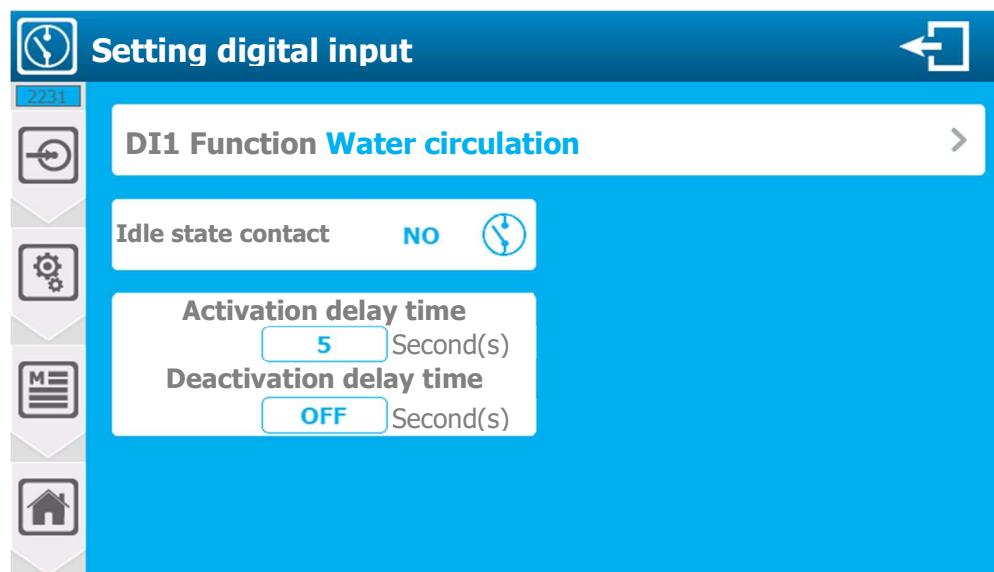 Setting digital input
2231
DI1 Function Water circulation
Idle state contact NO
Activation delay time
5 Second(s)
Deactivation delay time
OFF Second(s)
M